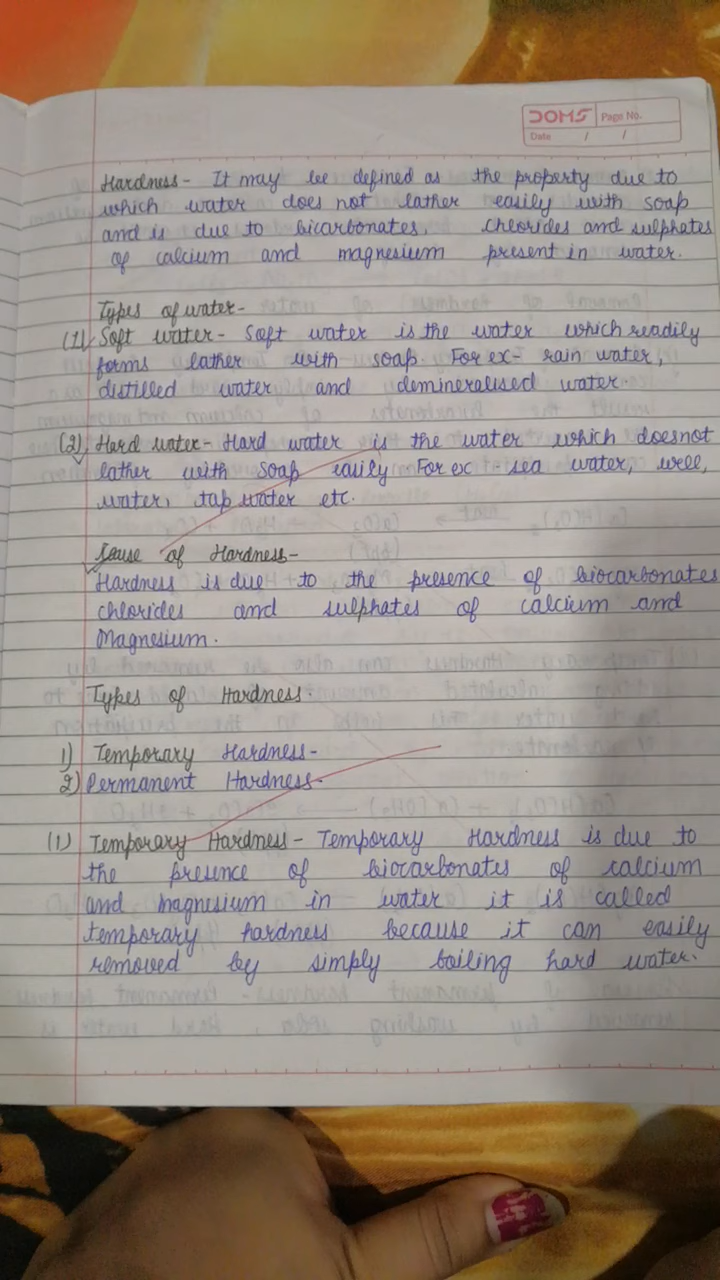 DOMS Page No.
Date / /
Hardness - It may be defined as the property due to
which water does not lather easily with soap
and is due to bicarbonates, chlorides and sulphates
of calcium and magnesium present in water.
Types of water-
(1) Soft water - Soft water is the water which readily
forms lather with soap. For ex- rain water,
distilled water and demineralised water.
(2) Hard water - Hard water is the water which doesnot
lather with soap easily For ex - sea water, well,
water, tap water etc.
Cause of Hardness-
Hardness is due to the presence of biocarbonates
chlorides and sulphates of calcium and
Magnesium.
Types of Hardness.
1) Temporary Hardness-
2) Permanent Hardness-
(1) Temporary Hardness - Temporary Hardness is due to
the presence of biocarbonates of calcium
and magnesium in water it is called
temporary hardness because it can easily
removed by simply boiling hard water.